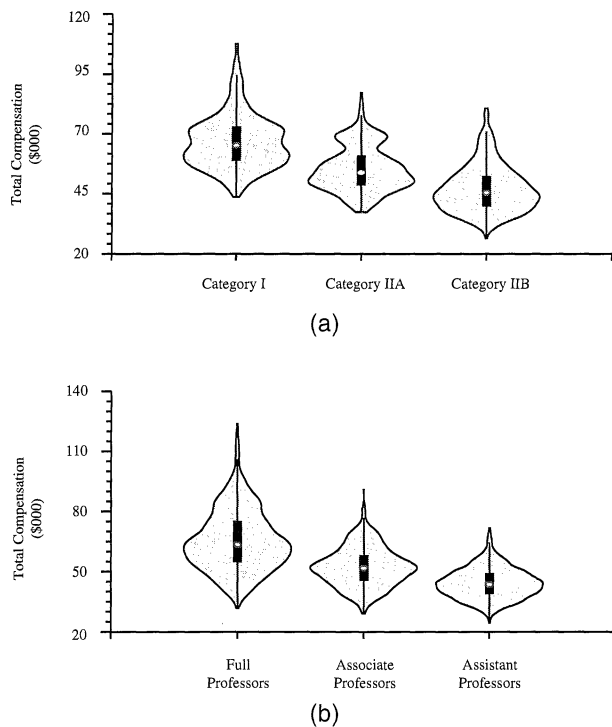 120
95
70
45
20
Total Compensation
($000)
Category I
Category IIA
Category IIB
(a)
140
110
80
50
20
Total Compensation
($000)
Full
Professors
Associate
Professors
Assistant
Professors
(b)